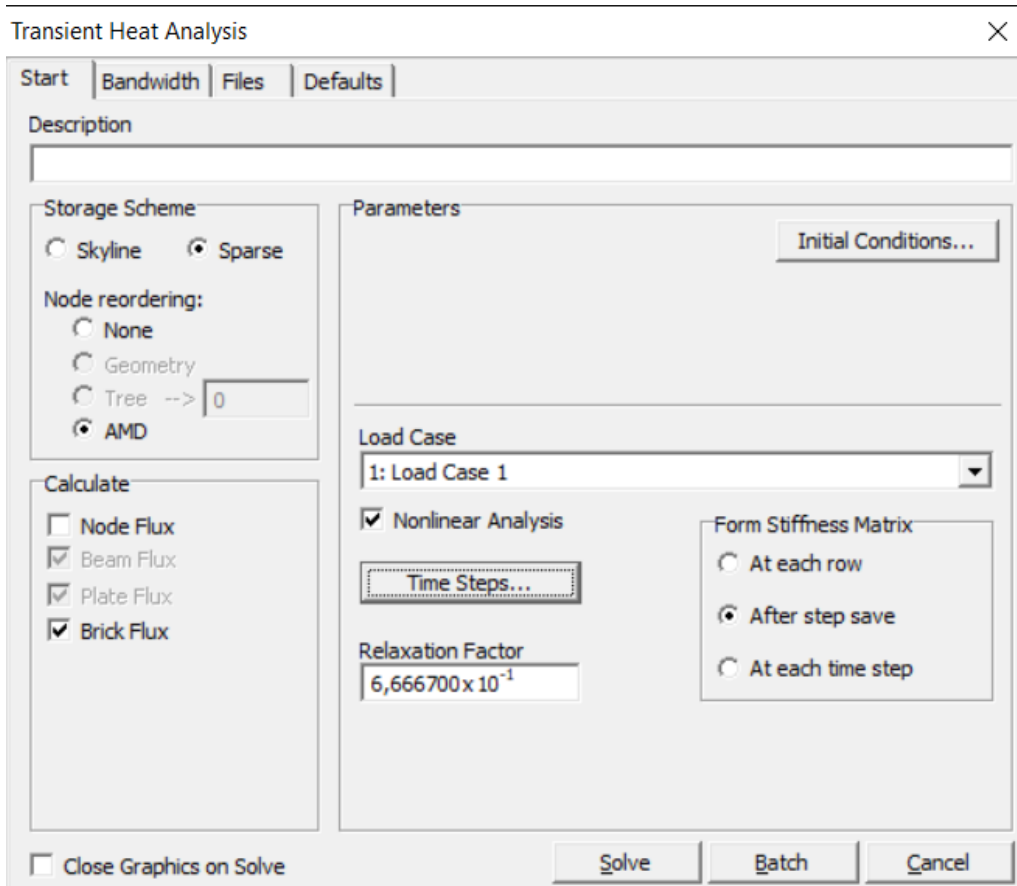 Transient Heat Analysis
Start Bandwidth Files Defaults
Description
Storage Scheme
Skyline Sparse
Node reordering:
None
Geometry
Tree --> 0
AMD
Calculate
Node Flux
Beam Flux
Plate Flux
Brick Flux
Parameters
Initial Conditions...
Load Case
1: Load Case 1
Nonlinear Analysis
Time Steps...
Relaxation Factor
6,666700 x 10⁻¹
Form Stiffness Matrix
At each row
After step save
At each time step
Close Graphics on Solve
Solve Batch Cancel